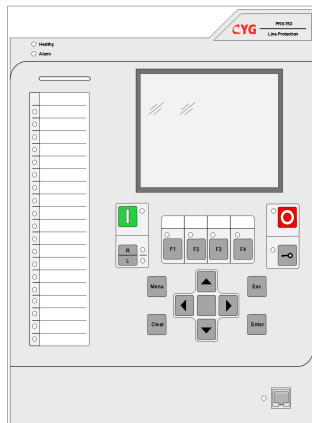 CYG
PRS-753
Line Protection
Healthy
Alarm
F1
F2
F3
F4
R
L
Menu
Esc
Clear
Enter